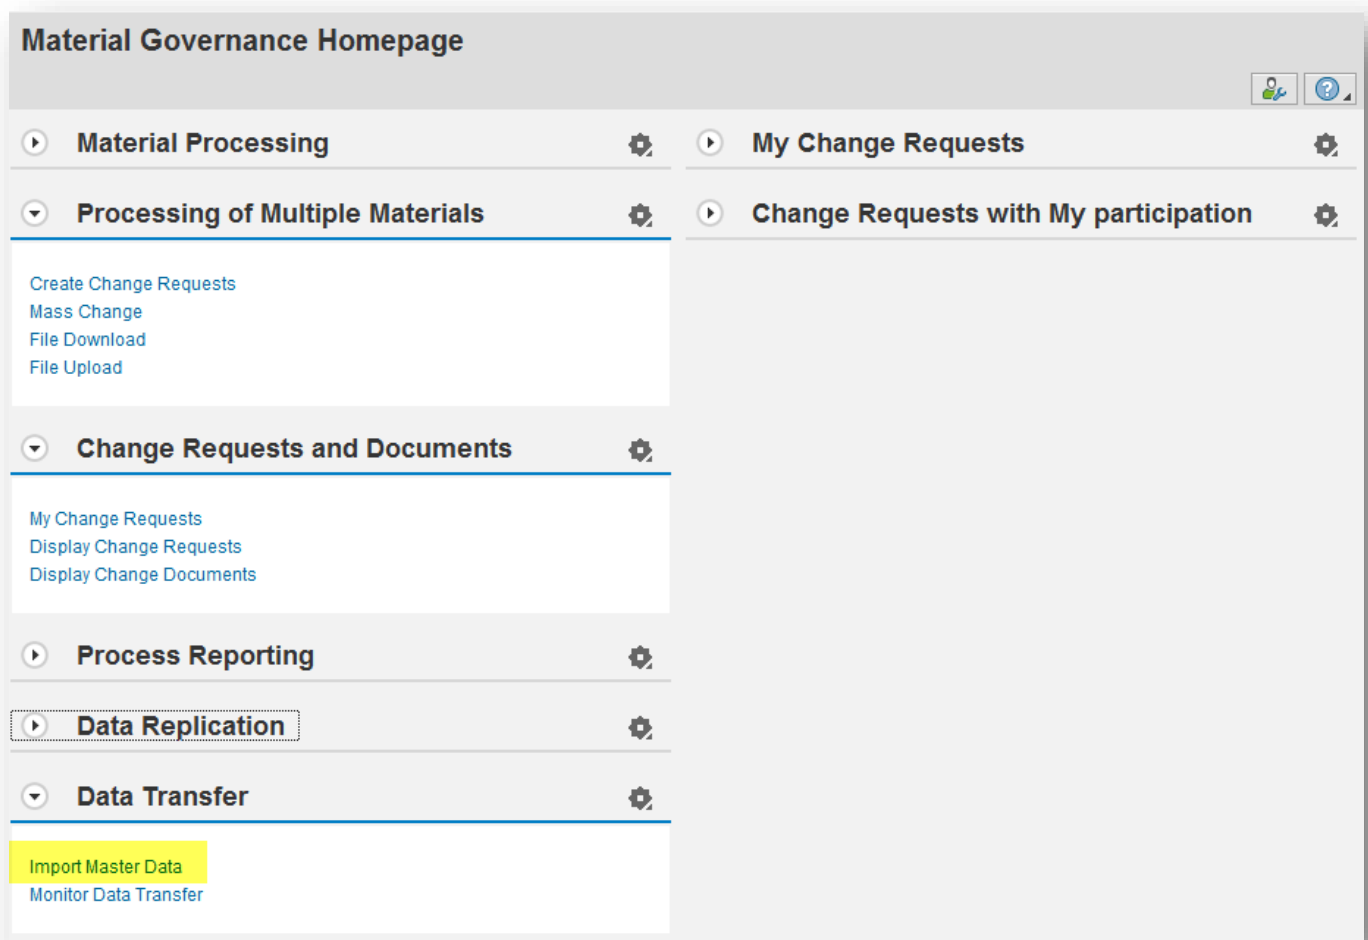 Material Governance Homepage
Material Processing
Processing of Multiple Materials
Create Change Requests
Mass Change
File Download
File Upload
Change Requests and Documents
My Change Requests
Display Change Requests
Display Change Documents
Process Reporting
Data Replication
Data Transfer
Import Master Data
Monitor Data Transfer
My Change Requests
Change Requests with My participation